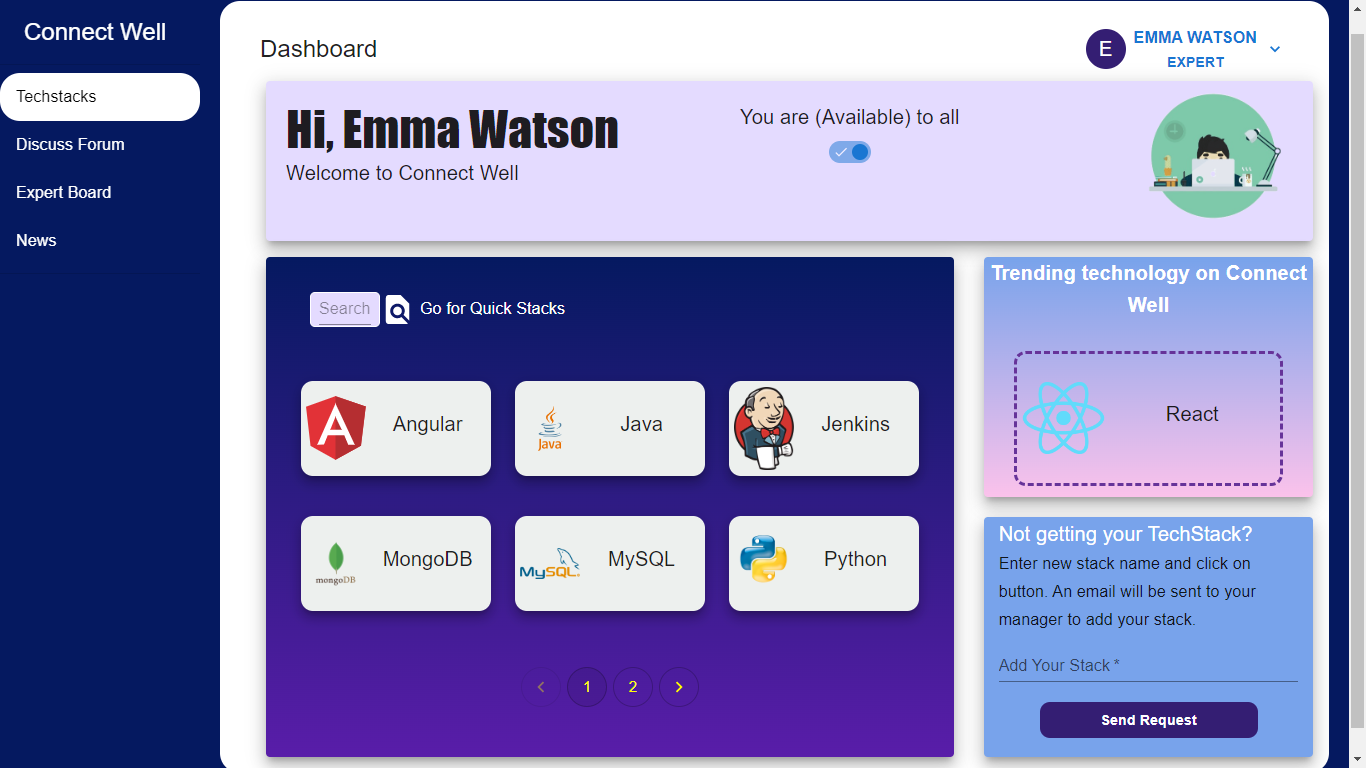 Connect Well
Techstacks
Discuss Forum
Expert Board
News
Dashboard
E
EMMA WATSON
EXPERT
Hi, Emma Watson
Welcome to Connect Well
You are (Available) to all
Search
Go for Quick Stacks
Angular
Java
Java
Jenkins
mongoDB
MongoDB
MySQL
MySQL
Python
1
2
Trending technology on Connect
Well
React
Not getting your TechStack?
Enter new stack name and click on
button. An email will be sent to your
manager to add your stack.
Add Your Stack *
Send Request